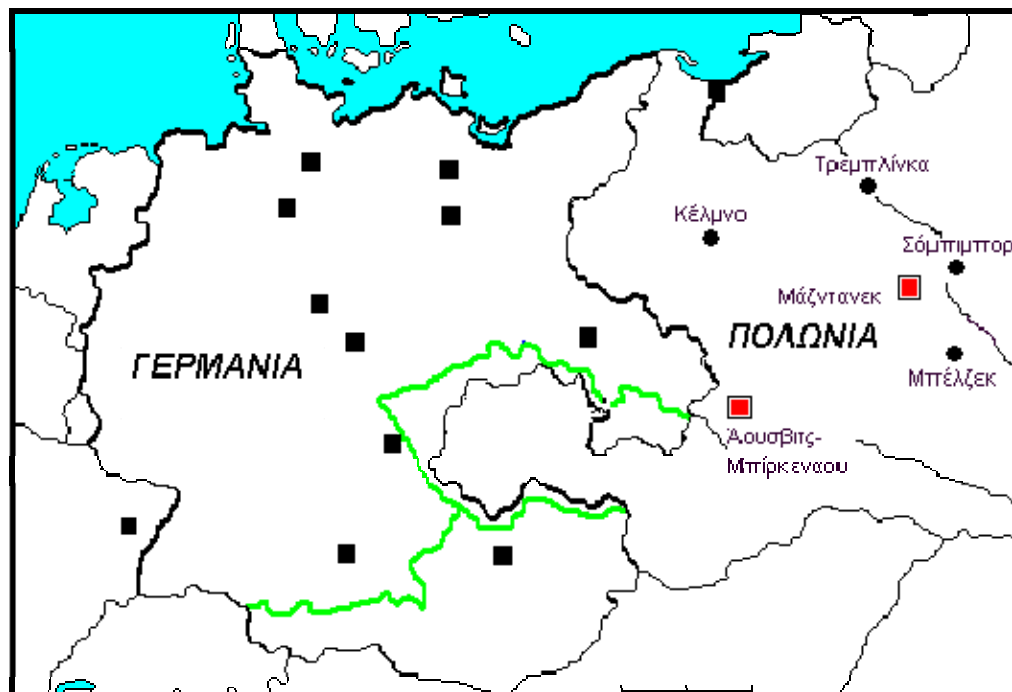 Τρεμπλίνκα
Κέλμνο
Σόμπιμπορ
Μάζντανεκ
ΠΟΛΩΝΙΑ
ΓΕΡΜΑΝΙΑ
Μπέλζεκ
Άουσβιτς-
Μπίρκεναου